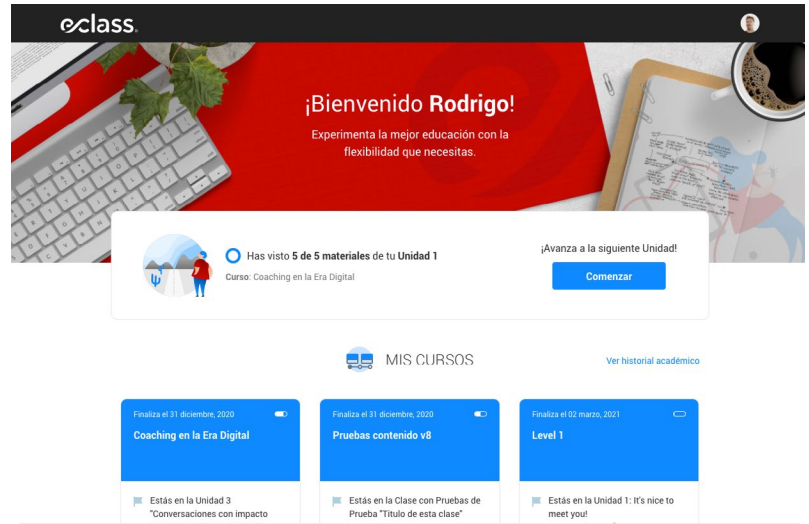 eclass.
¡Bienvenido Rodrigo!
Experimenta la mejor educación con la
flexibilidad que necesitas.
Has visto 5 de 5 materiales de tu Unidad 1
Curso: Coaching en la Era Digital
¡Avanza a la siguiente Unidad!
Comenzar
MIS CURSOS
Ver historial académico
Finaliza el 31 diciembre, 2020
Coaching en la Era Digital
Estás en la Unidad 3
"Conversaciones con impacto
Finaliza el 31 diciembre, 2020
Pruebas contenido v8
Estás en la Clase con Pruebas de
Prueba "Titulo de esta clase"
Finaliza el 02 marzo, 2021
Level 1
Estás en la Unidad 1: It's nice to
meet you!